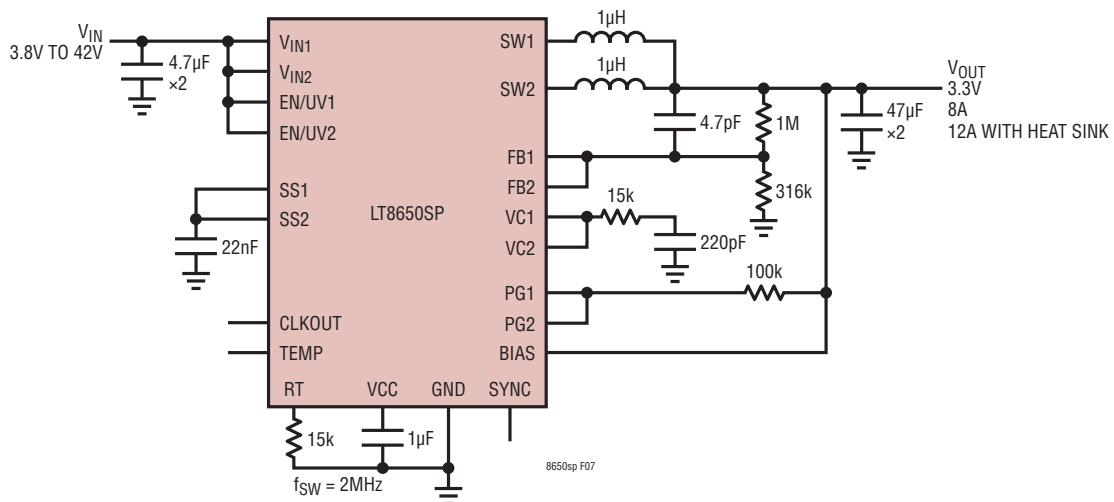 V_IN
3.8V TO 42V
4.7µF
×2
V_IN1
V_IN2
EN/UV1
EN/UV2
SS1
SS2
22nF
CLKOUT
TEMP
LT8650SP
RT
VCC
GND
SYNC
SW1
SW2
FB1
FB2
VC1
VC2
PG1
PG2
BIAS
1µH
1µH
4.7pF
1M
316k
15k
220pF
100k
47µF
×2
V_OUT
3.3V
8A
12A WITH HEAT SINK
15k
1µF
f_SW = 2MHz
8650sp F07